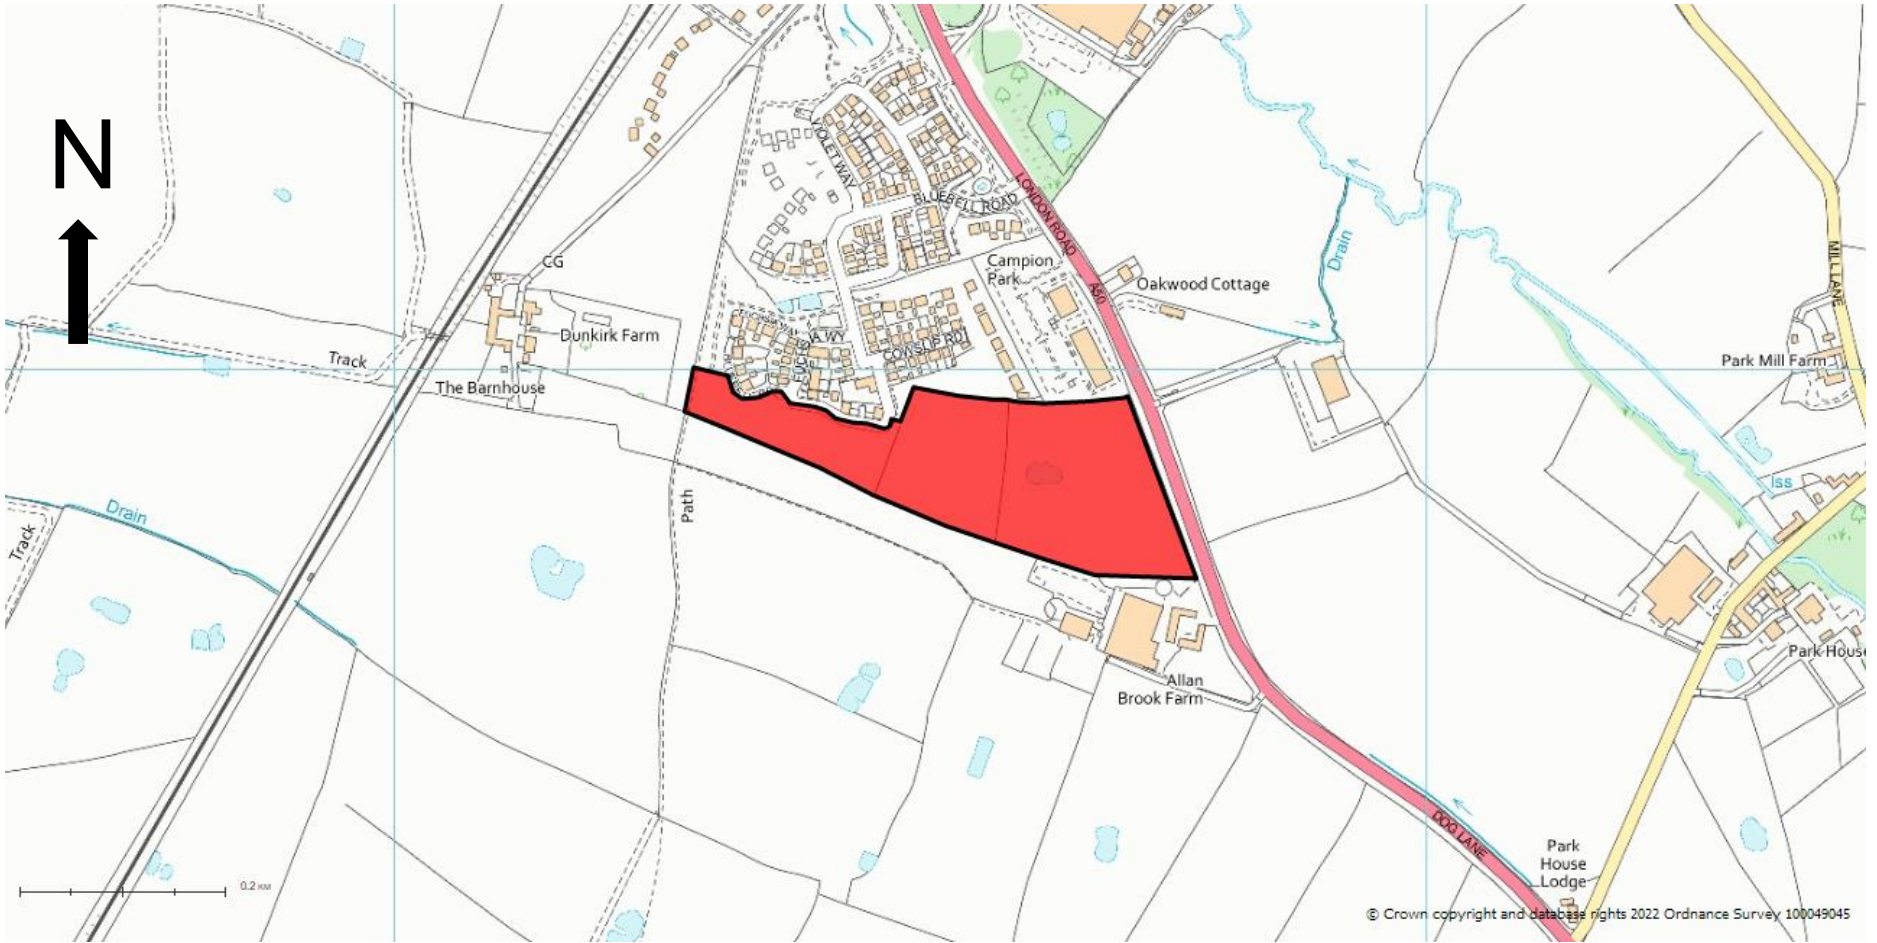 N
VIOLET WAY
BLUEBELL ROAD
LONDON ROAD
A50
Drain
MILL LANE
CG
Campion
Park
Oakwood Cottage
Dunkirk Farm
COWSLIP RD
Track
The Barnhouse
Park Mill Farm
Path
Drain
Track
Iss
Park House
Allan
Brook Farm
DOG LANE
Park
House
Lodge
0.2 KM
© Crown copyright and database rights 2022 Ordnance Survey 100049045